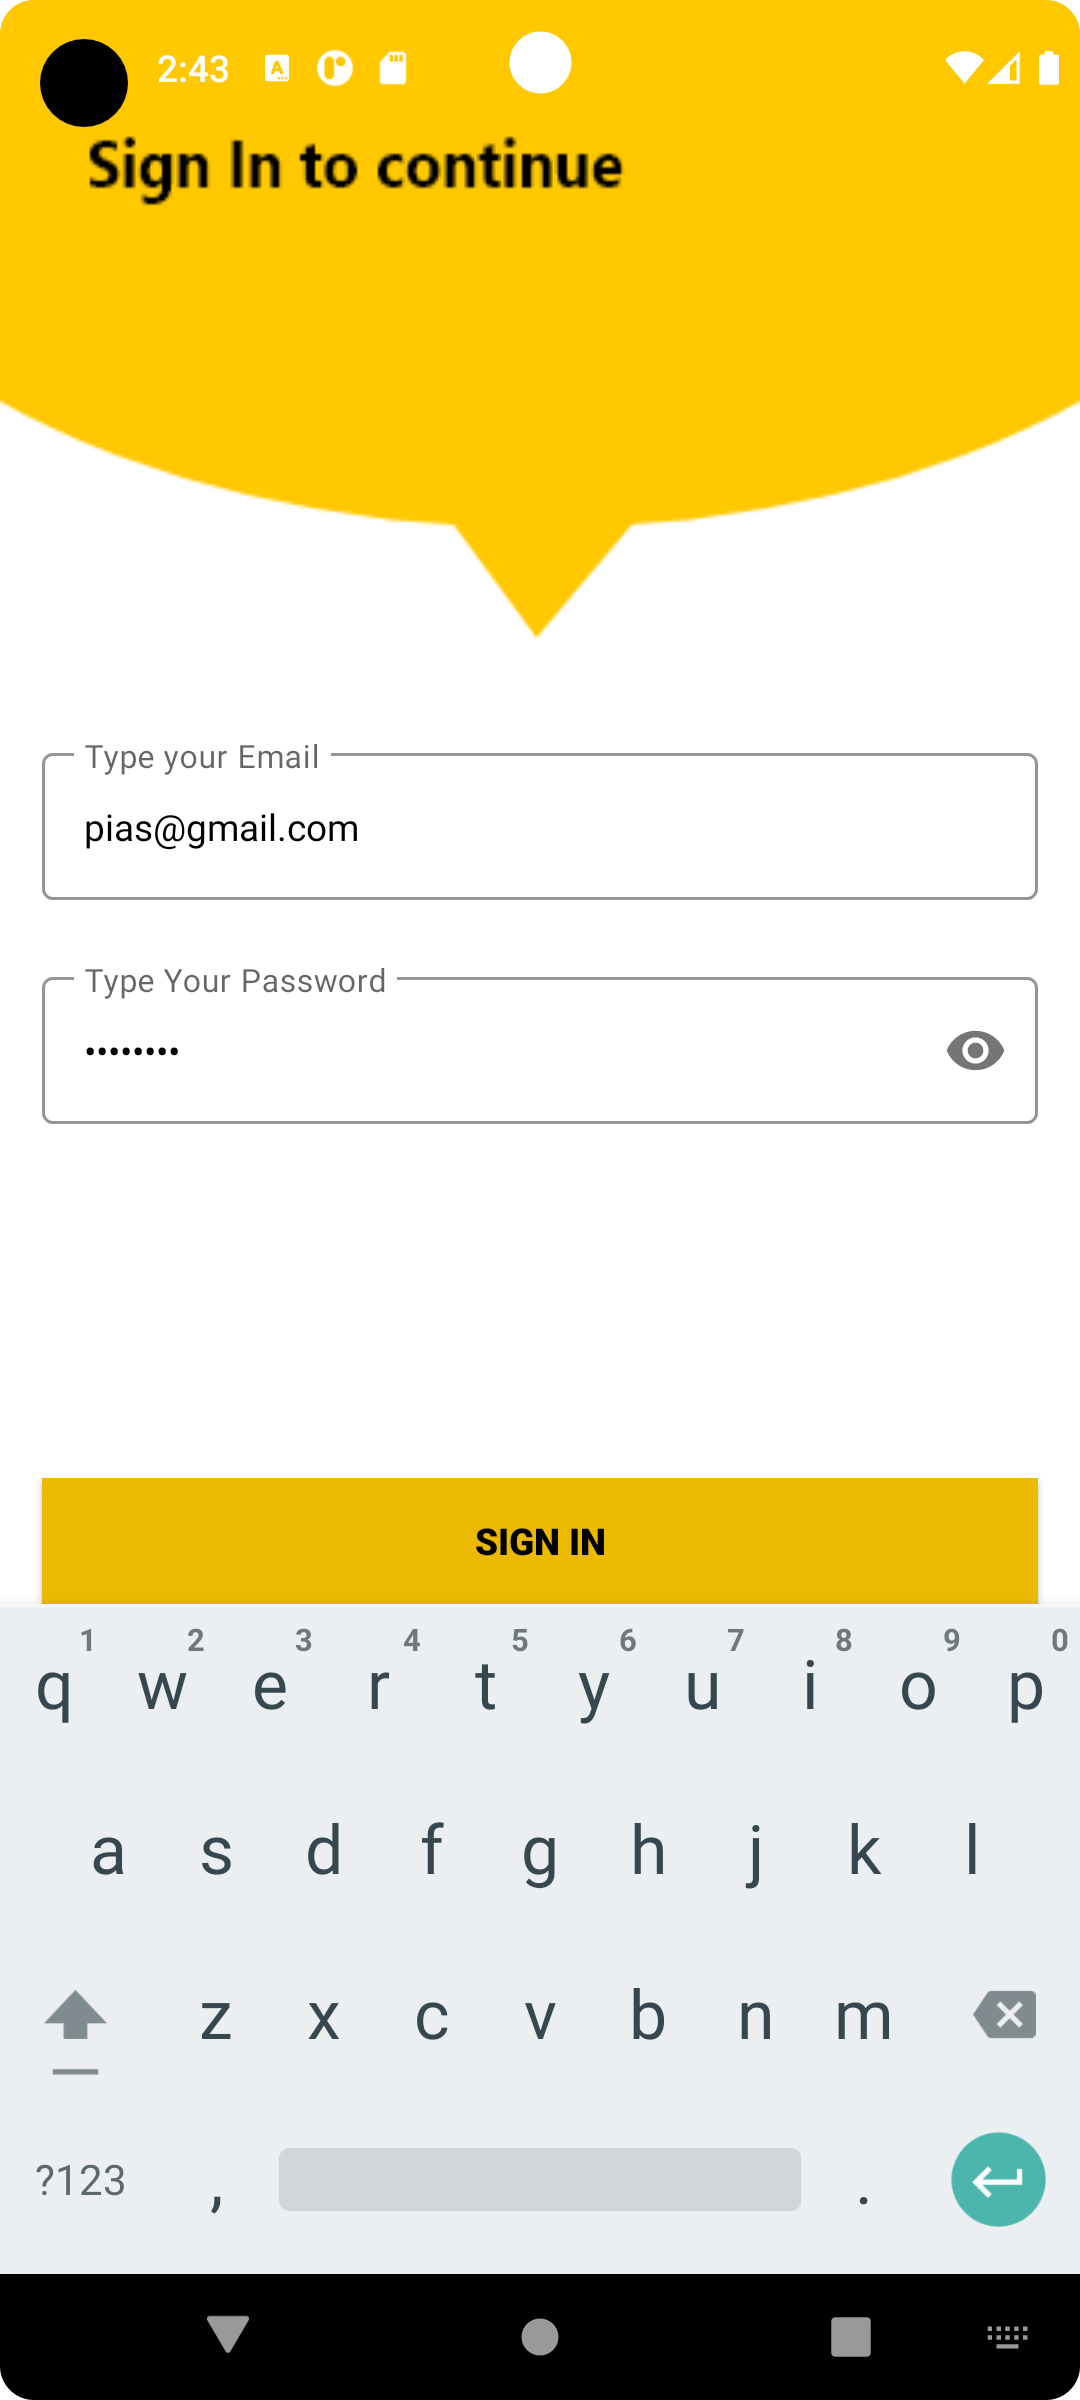 2:43
Sign In to continue
Type your Email
pias@gmail.com
Type Your Password
••••••••
SIGN IN
1 2 3 4 5 6 7 8 9 0
q w e r t y u i o p
a s d f g h j k l
z x c v b n m
?123 , .